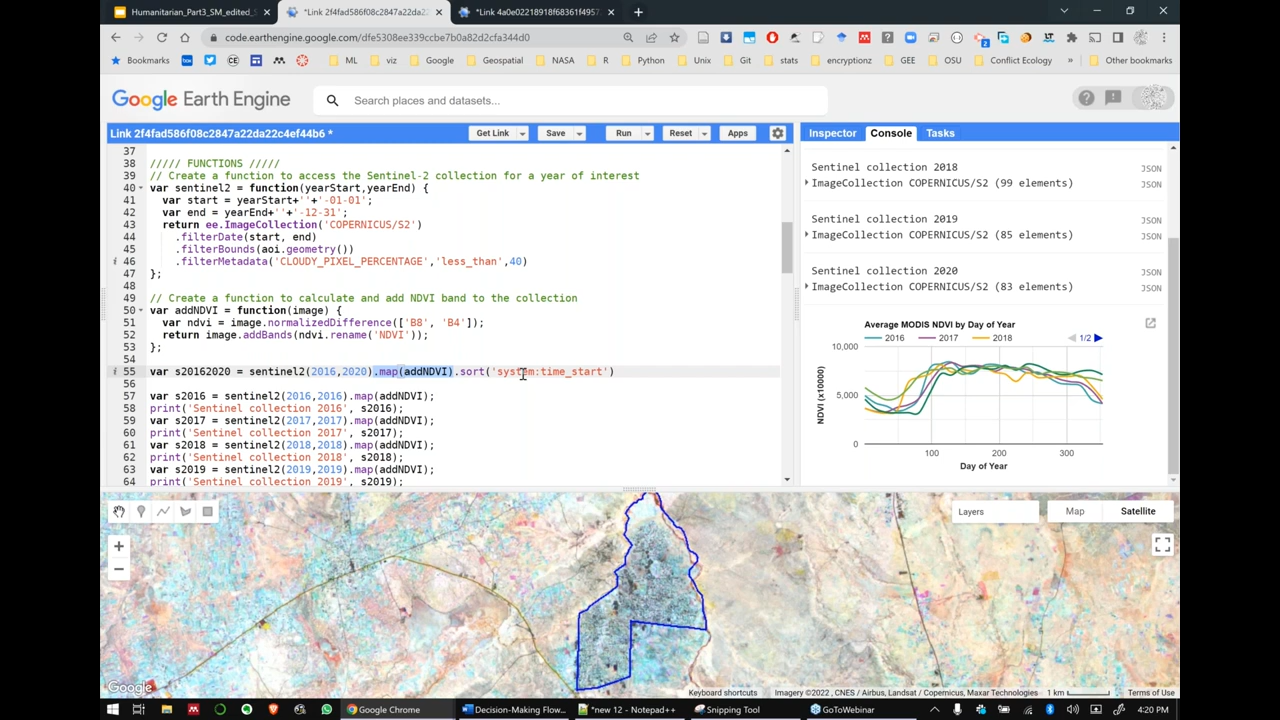 Humanitarian_Part3_SM_edited_S
*Link 2f4fad586f08c2847a22da22c
*Link 4a0e02218918f68361f4957
code.earthengine.google.com/dfe5308ee339ccbe7b0a82d2cfa344d0
Bookmarks
ML
viz
Google
Geospatial
NASA
R
Python
Unix
Git
stats
encryptionz
GEE
OSU
Conflict Ecology
»
Other bookmarks
Google Earth Engine
Search places and datasets...
Link 2f4fad586f08c2847a22da22c4ef44b6 *
Get Link
Save
Run
Reset
Apps
Inspector
Console
Tasks
37
38 ///// FUNCTIONS /////
39 // Create a function to access the Sentinel-2 collection for a year of interest
40 var sentinel2 = function(yearStart,yearEnd) {
41 var start = yearStart+''+'-01-01';
42 var end = yearEnd+''+'-12-31';
43 return ee.ImageCollection('COPERNICUS/S2')
44 .filterDate(start, end)
45 .filterBounds(aoi.geometry())
i 46 .filterMetadata('CLOUDY_PIXEL_PERCENTAGE','less_than',40)
47 };
48
49 // Create a function to calculate and add NDVI band to the collection
50 var addNDVI = function(image) {
51 var ndvi = image.normalizedDifference(['B8', 'B4']);
52 return image.addBands(ndvi.rename('NDVI'));
53 };
54
i 55 var s20162020 = sentinel2(2016,2020).map(addNDVI).sort('system:time_start')
56
57 var s2016 = sentinel2(2016,2016).map(addNDVI);
58 print('Sentinel collection 2016', s2016);
59 var s2017 = sentinel2(2017,2017).map(addNDVI);
60 print('Sentinel collection 2017', s2017);
61 var s2018 = sentinel2(2018,2018).map(addNDVI);
62 print('Sentinel collection 2018', s2018);
63 var s2019 = sentinel2(2019,2019).map(addNDVI);
64 print('Sentinel collection 2019', s2019);
Sentinel collection 2018
JSON
ImageCollection COPERNICUS/S2 (99 elements)
JSON
Sentinel collection 2019
JSON
ImageCollection COPERNICUS/S2 (85 elements)
JSON
Sentinel collection 2020
JSON
ImageCollection COPERNICUS/S2 (83 elements)
JSON
Average MODIS NDVI by Day of Year
2016 2017 2018
1/2
10,000
5,000
0
NDVI (x10000)
100 200 300
Day of Year
Layers
Map
Satellite
+
−
Google
Keyboard shortcuts
Imagery ©2022 , CNES / Airbus, Landsat / Copernicus, Maxar Technologies
1 km
Terms of Use
Google Chrome
Decision-Making Flow...
*new 12 - Notepad++
Snipping Tool
GoToWebinar
4:20 PM